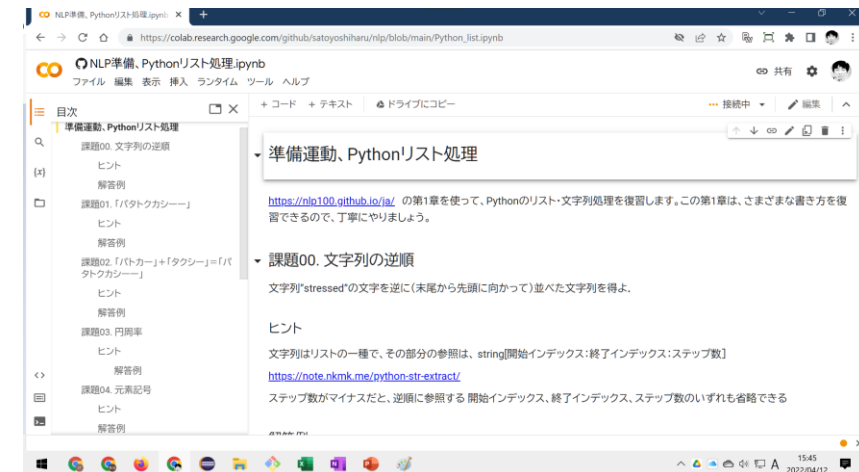 NLP準備、Pythonリスト処理.ipynb
https://colab.research.google.com/github/satoyoshiharu/nlp/blob/main/Python_list.ipynb
NLP準備、Pythonリスト処理.ipynb
ファイル 編集 表示 挿入 ランタイム ツール ヘルプ
共有
目次
+ コード + テキスト ドライブにコピー
接続中
編集
準備運動、Pythonリスト処理
課題00. 文字列の逆順
ヒント
解答例
課題01.「パタトクカシーー」
ヒント
解答例
課題02.「パトカー」+「タクシー」=「パ
タトクカシーー」
ヒント
解答例
課題03. 円周率
ヒント
解答例
課題04. 元素記号
ヒント
解答例
準備運動、Pythonリスト処理
https://nlp100.github.io/ja/ の第1章を使って、Pythonのリスト・文字列処理を復習します。この第1章は、さまざまな書き方を復
習できるので、丁寧にやりましょう。
課題00. 文字列の逆順
文字列"stressed"の文字を逆に(末尾から先頭に向かって)並べた文字列を得よ.
ヒント
文字列はリストの一種で、その部分の参照は、string[開始インデックス:終了インデックス:ステップ数]
https://note.nkmk.me/python-str-extract/
ステップ数がマイナスだと、逆順に参照する 開始インデックス、終了インデックス、ステップ数のいずれも省略できる
A
15:45
2022/04/12